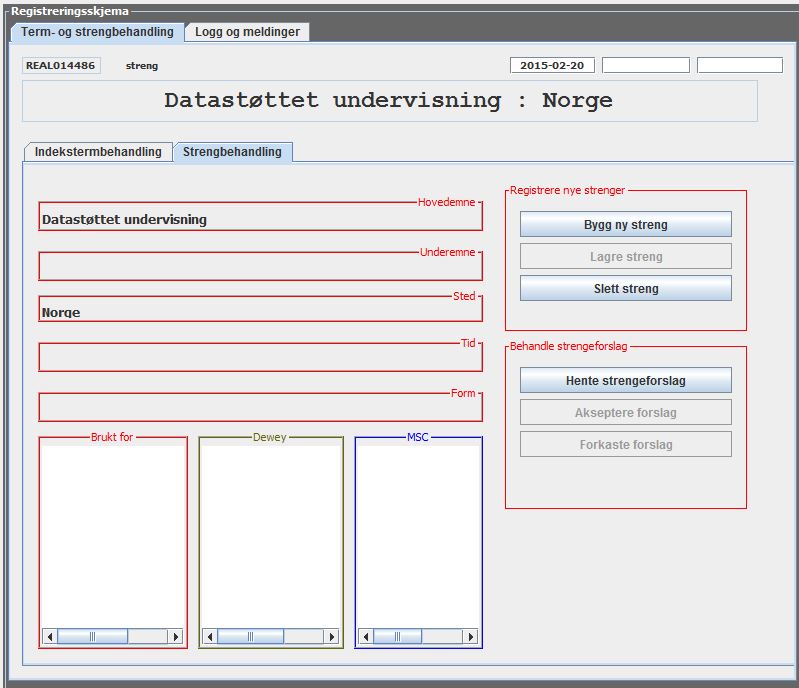 Registreringsskjema
Term- og strengbehandling Logg og meldinger
REAL014486 streng 2015-02-20
Datastøttet undervisning : Norge
Indekstermbehandling Strengbehandling
Hovedemne
Datastøttet undervisning
Underemne
Sted
Norge
Tid
Form
Brukt for Dewey MSC
Registrere nye strenger
Bygg ny streng
Lagre streng
Slett streng
Behandle strengeforslag
Hente strengeforslag
Akseptere forslag
Forkaste forslag